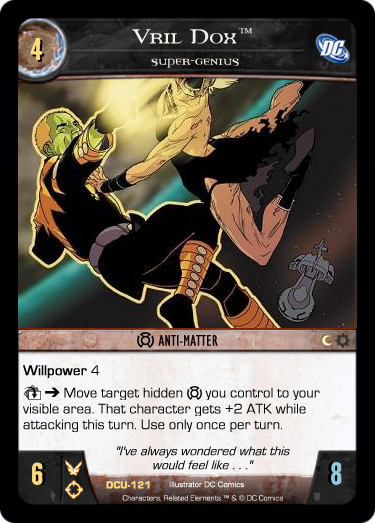 4
Vril Dox™
DC
SUPER-GENIUS
ANTI-MATTER
Willpower 4
➔ Move target hidden you control to your
visible area. That character gets +2 ATK while
attacking this turn. Use only once per turn.
"I've always wondered what this
would feel like . . ."
6
8
DCU-121 Illustrator DC Comics
Characters, Related Elements ™ & © DC Comics